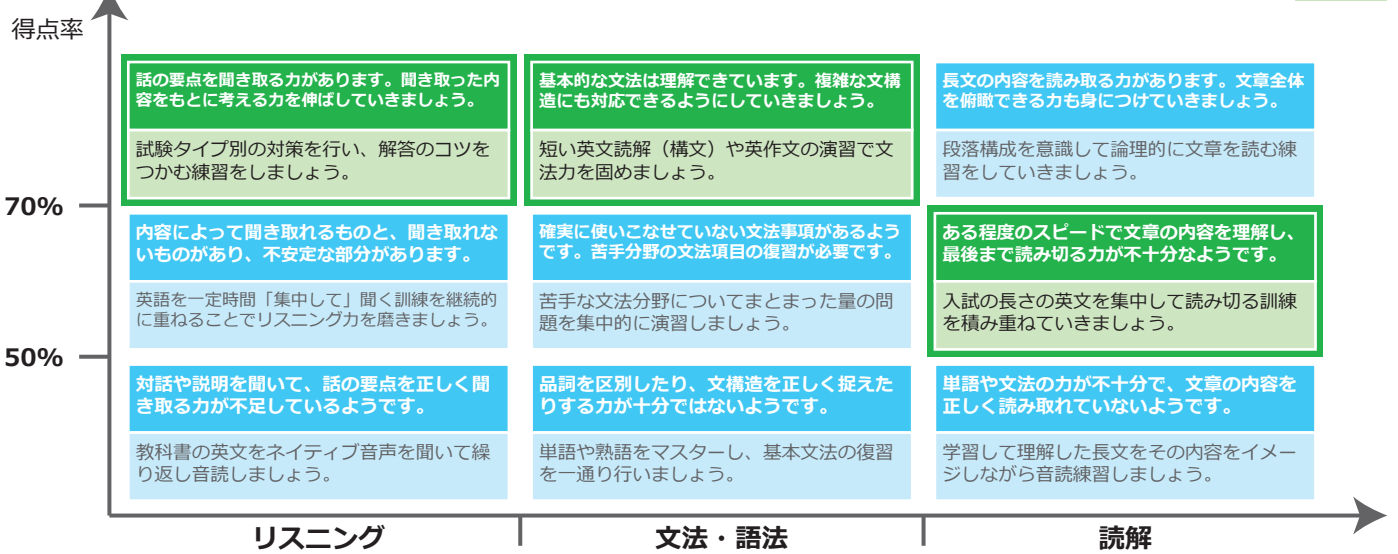 得点率
話の要点を聞き取る力があります。聞き取った内
容をもとに考える力を伸ばしていきましょう。
試験タイプ別の対策を行い、解答のコツを
つかむ練習をしましょう。
基本的な文法は理解できています。複雑な文構
造にも対応できるようにしていきましょう。
短い英文読解（構文）や英作文の演習で文
法力を固めましょう。
長文の内容を読み取る力があります。文章全体
を俯瞰できる力も身につけていきましょう。
段落構成を意識して論理的に文章を読む練
習をしていきましょう。
70%
内容によって聞き取れるものと、聞き取れな
いものがあり、不安定な部分があります。
英語を一定時間「集中して」聞く訓練を継続的
に重ねることでリスニング力を磨きましょう。
確実に使いこなせていない文法事項があるよう
です。苦手分野の文法項目の復習が必要です。
苦手な文法分野についてまとまった量の問
題を集中的に演習しましょう。
ある程度のスピードで文章の内容を理解し、
最後まで読み切る力が不十分なようです。
入試の長さの英文を集中して読み切る訓練
を積み重ねていきましょう。
50%
対話や説明を聞いて、話の要点を正しく聞
き取る力が不足しているようです。
教科書の英文をネイティブ音声を聞いて繰
り返し音読しましょう。
品詞を区別したり、文構造を正しく捉えた
りする力が十分ではないようです。
単語や熟語をマスターし、基本文法の復習
を一通り行いましょう。
単語や文法の力が不十分で、文章の内容を
正しく読み取れていないようです。
学習して理解した長文をその内容をイメー
ジしながら音読練習しましょう。
リスニング
文法・語法
読解